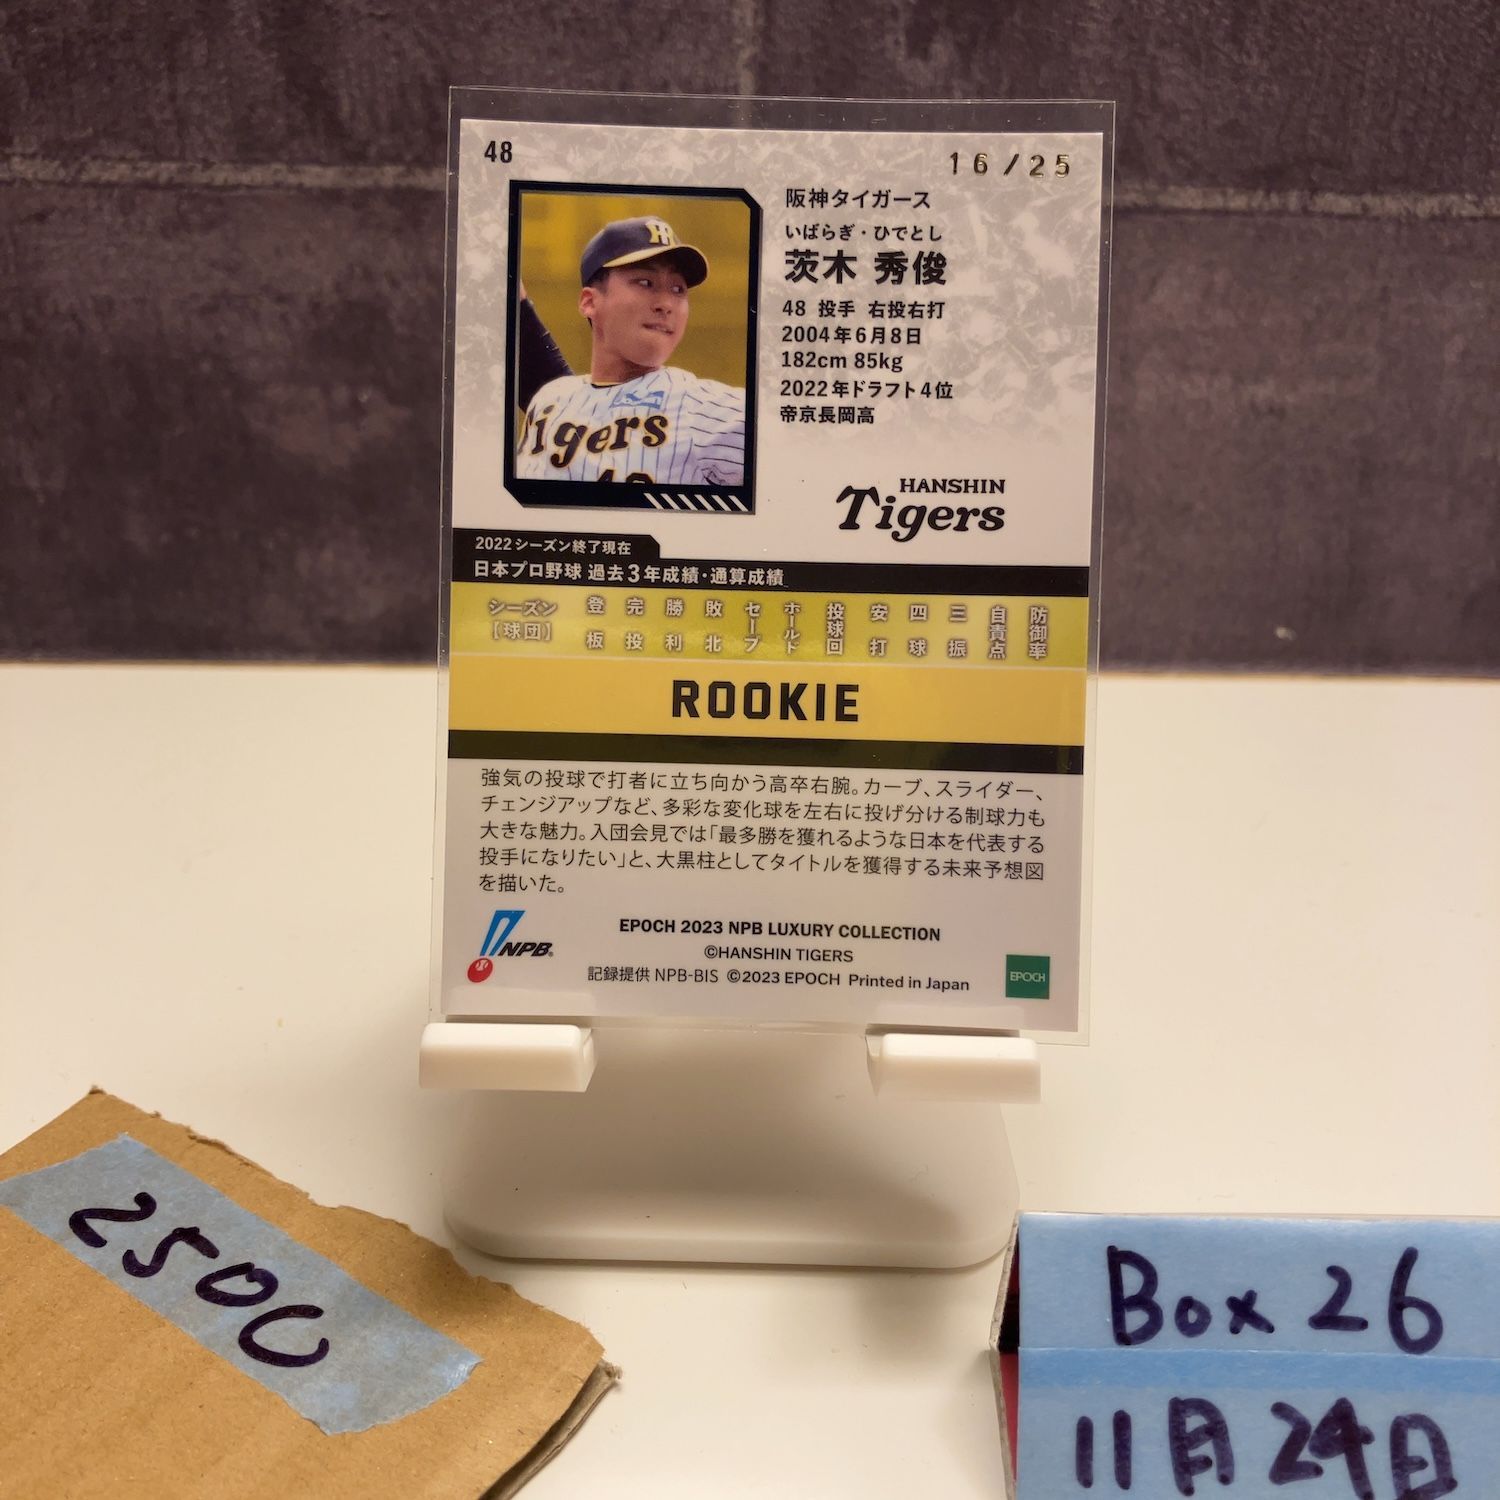 48
16/25
阪神タイガース
いばらぎ・ひでとし
茨木 秀俊
48 投手 右投右打
2004年6月8日
182cm 85kg
2022年ドラフト4位
帝京長岡高
Tigers
HANSHIN
Tigers
2022シーズン終了現在
日本プロ野球 過去3年成績・通算成績
シーズン【球団】 登板 完投 勝利 敗北 セーブ ホールド 投球回 安打 四球 三振 自責点 防御率
ROOKIE
強気の投球で打者に立ち向かう高卒右腕。カーブ、スライダー、
チェンジアップなど、多彩な変化球を左右に投げ分ける制球力も
大きな魅力。入団会見では「最多勝を獲れるような日本を代表する
投手になりたい」と、大黒柱としてタイトルを獲得する未来予想図
を描いた。
NPB
EPOCH 2023 NPB LUXURY COLLECTION
©HANSHIN TIGERS
記録提供 NPB-BIS ©2023 EPOCH Printed in Japan
EPOCH
2500
Box 26
11月24日